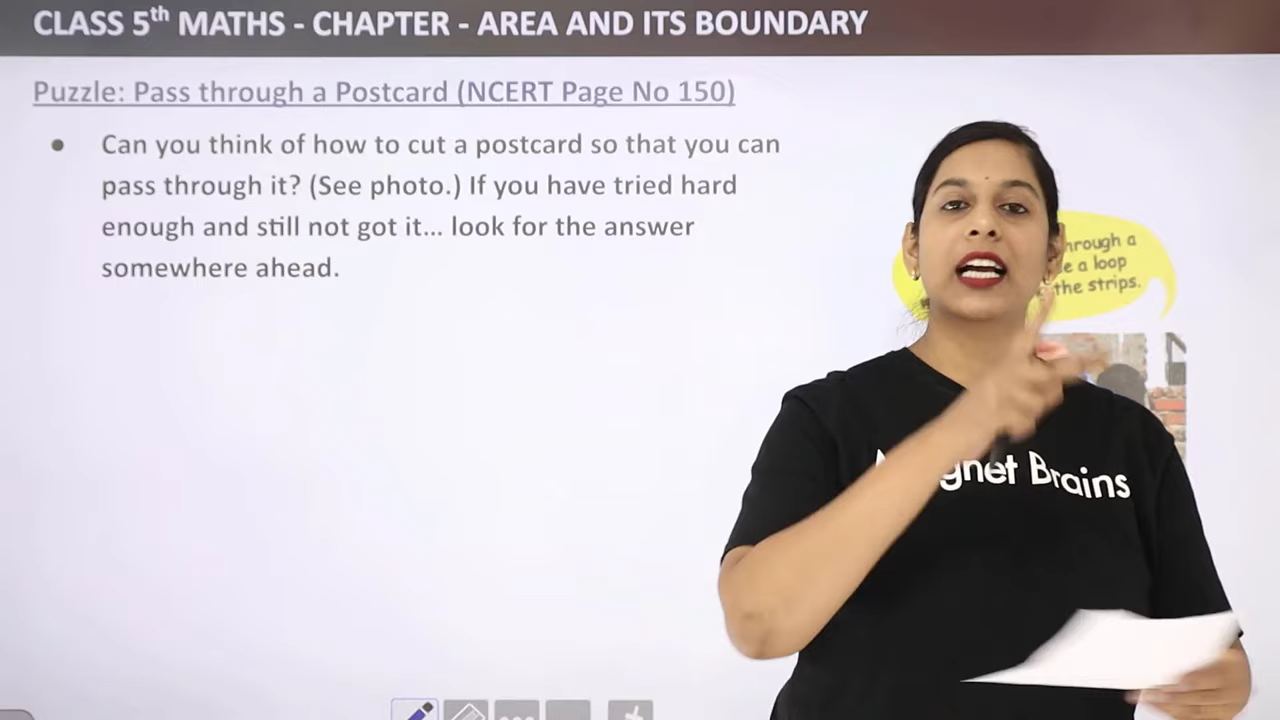 CLASS 5th MATHS - CHAPTER - AREA AND ITS BOUNDARY
Puzzle: Pass through a Postcard (NCERT Page No 150)
● Can you think of how to cut a postcard so that you can
pass through it? (See photo.) If you have tried hard
enough and still not got it... look for the answer
somewhere ahead.
through a
a loop
the strips.
Brains